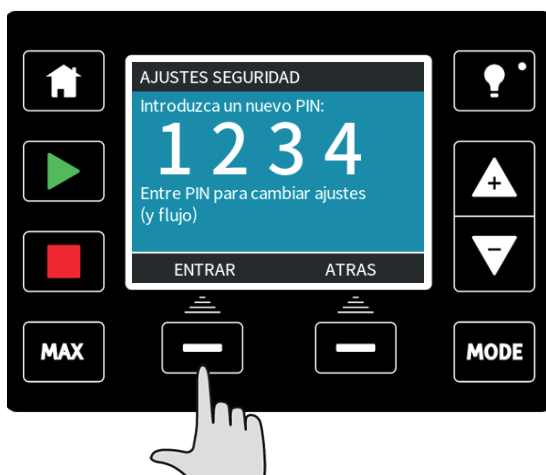 AJUSTES SEGURIDAD
Introduzca un nuevo PIN:
1 2 3 4
Entre PIN para cambiar ajustes
(y flujo)
ENTRAR ATRAS
+
−
MAX MODE